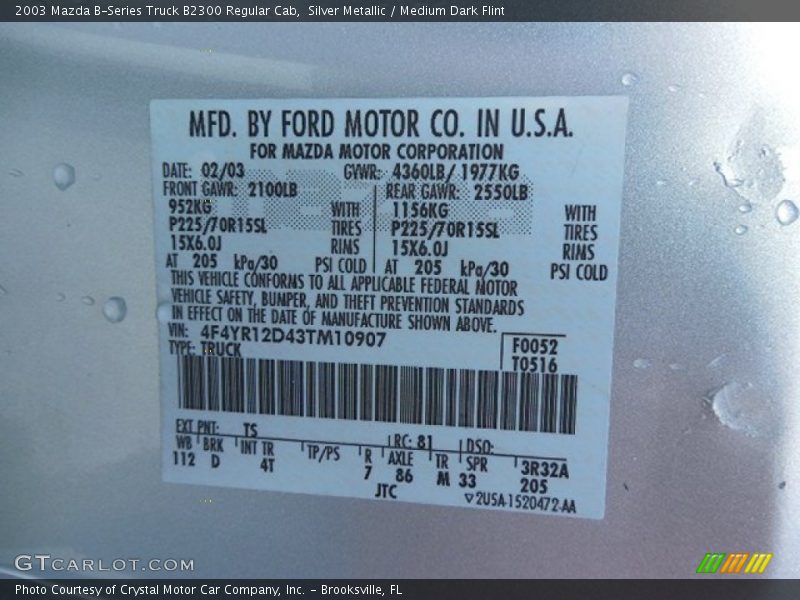 2003 Mazda B-Series Truck B2300 Regular Cab,  Silver Metallic / Medium Dark Flint
MFD. BY FORD MOTOR CO. IN U.S.A.
FOR MAZDA MOTOR CORPORATION
DATE: 02/03 GVWR: 4360LB/ 1977KG
FRONT GAWR: 2100LB REAR GAWR: 2550LB
952KG WITH 1156KG WITH
P225/70R15SL TIRES P225/70R15SL TIRES
15X6.0J RIMS 15X6.0J RIMS
AT 205 kPa/30 PSI COLD AT 205 kPa/30 PSI COLD
THIS VEHICLE CONFORMS TO ALL APPLICABLE FEDERAL MOTOR
VEHICLE SAFETY, BUMPER, AND THEFT PREVENTION STANDARDS
IN EFFECT ON THE DATE OF MANUFACTURE SHOWN ABOVE.
VIN: 4F4YR12D43TM10907 F0052
TYPE: TRUCK T0516
EXT PNT: TS RC: 81 DSO:
WB BRK INT TR TP/PS R AXLE TR SPR 3R32A
112 D 4T 7 86 M 33 205
JTC ▽2USA-1520472-AA
GTCARLOT.COM
Photo Courtesy of Crystal Motor Car Company, Inc. – Brooksville, FL